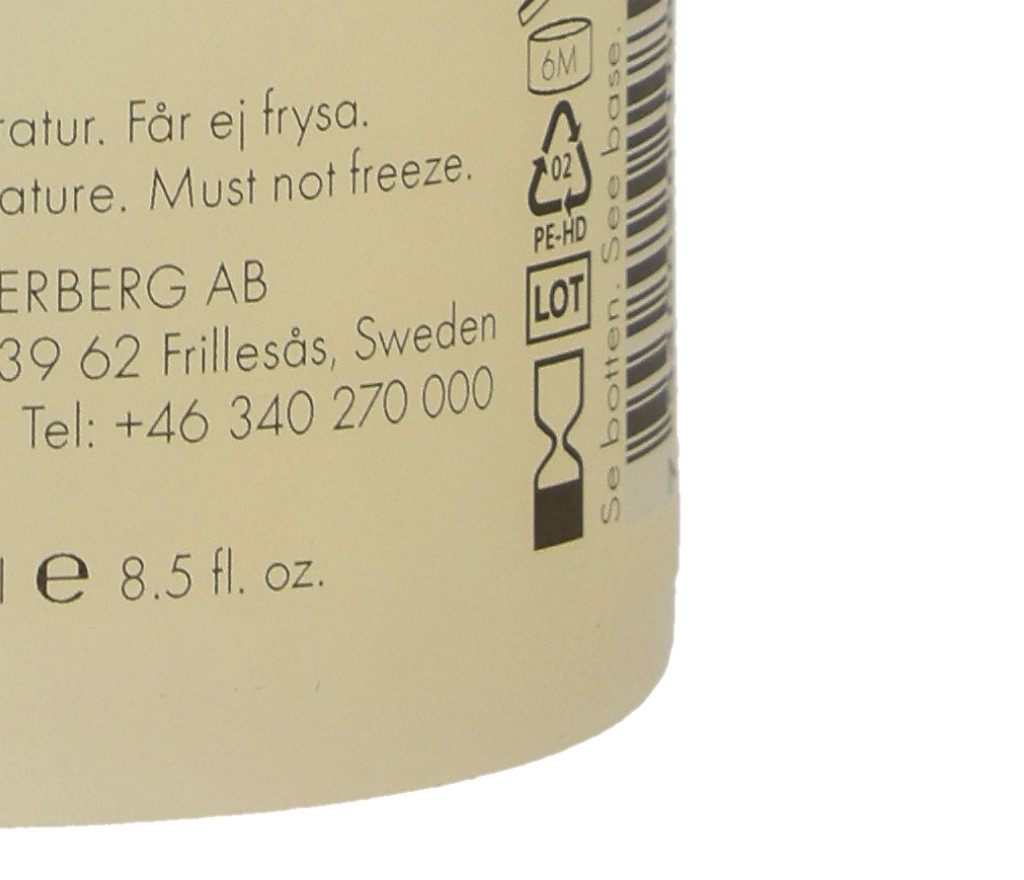 ratur. Får ej frysa.
ature. Must not freeze.
ERBERG AB
39 62 Frillesås, Sweden
Tel: +46 340 270 000
l e 8.5 fl. oz.
6M
02
PE-HD
LOT
Se botten. See base.